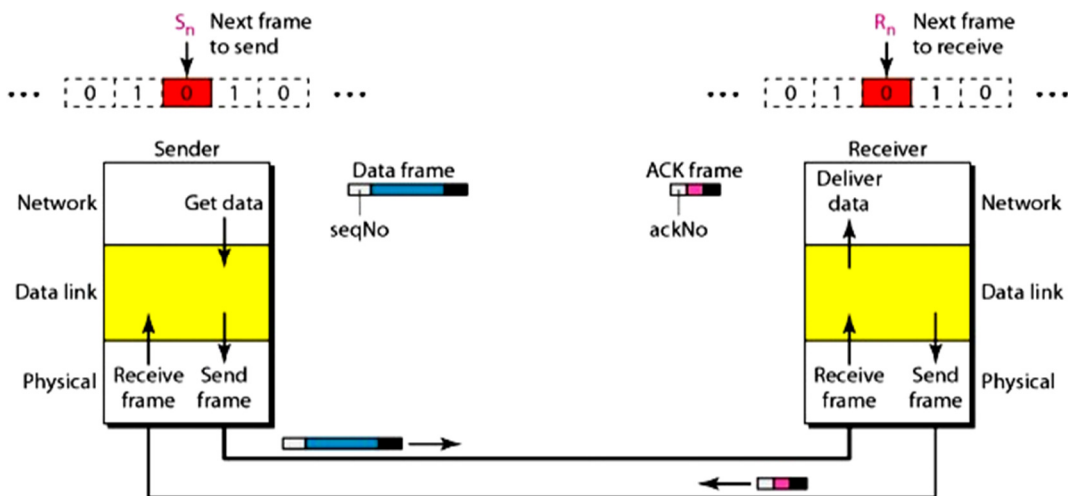 Sn Next frame
to send
Rn Next frame
to receive
... 0 1 0 1 0 ...
... 0 1 0 1 0 ...
Sender
Receiver
Data frame
ACK frame
seqNo
ackNo
Network
Get data
Deliver
data
Network
Data link
Data link
Physical
Receive
frame
Send
frame
Receive
frame
Send
frame
Physical